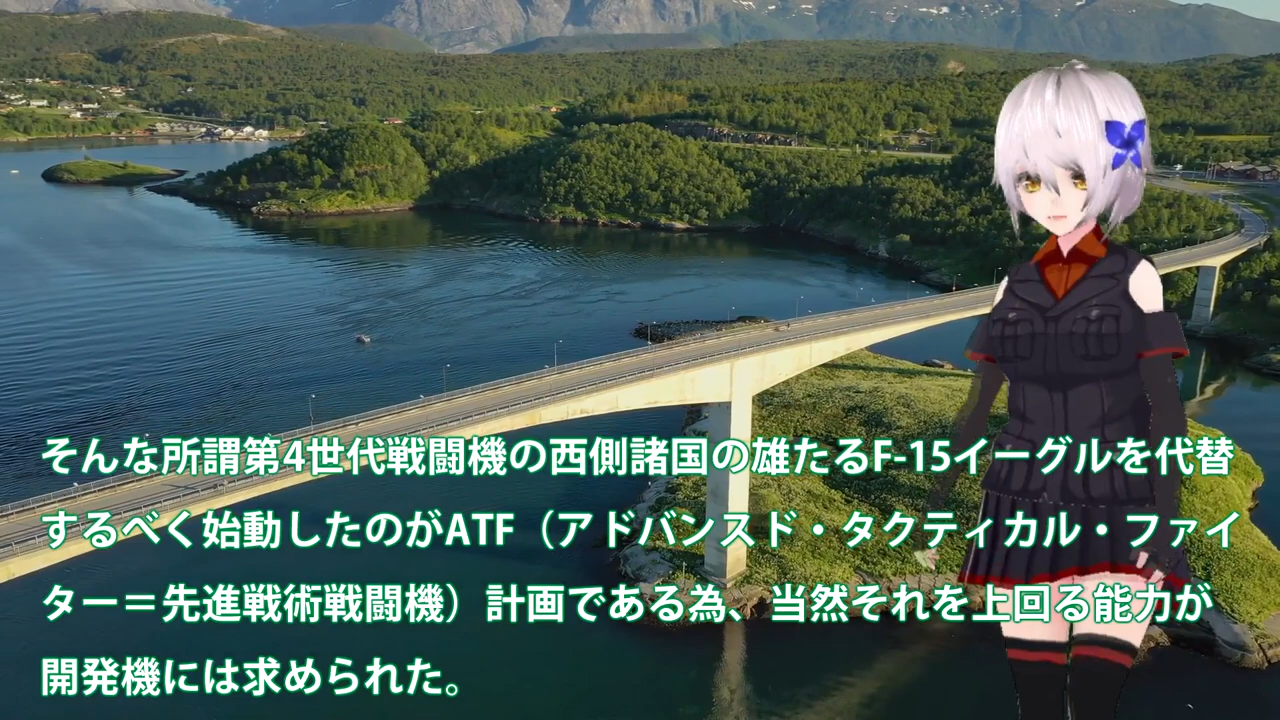 そんな所謂第4世代戦闘機の西側諸国の雄たるF-15イーグルを代替
するべく始動したのがATF（アドバンスド・タクティカル・ファイ
ター＝先進戦術戦闘機）計画である為、当然それを上回る能力が
開発機には求められた。